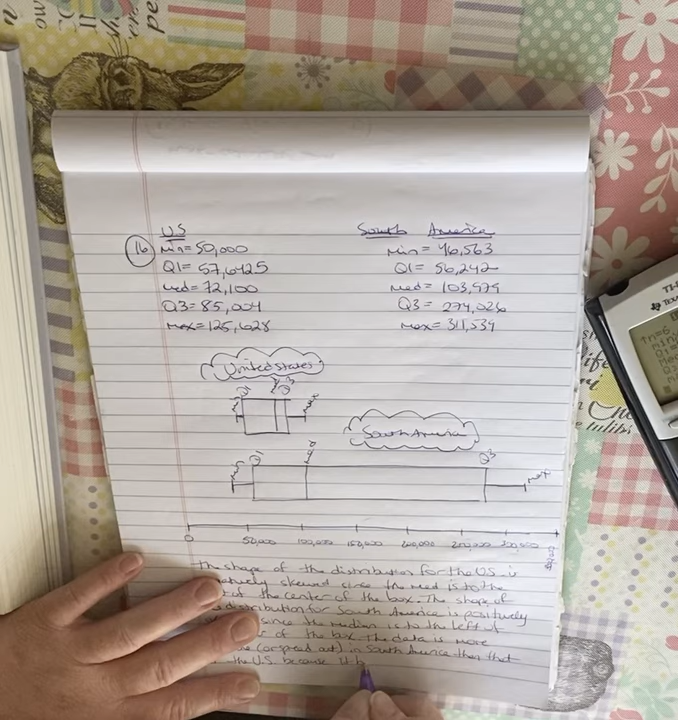 US South America
16 Min = 50,000 Min = 46,563
Q1 = 57,642.5 Q1 = 56,242
med = 72,100 med = 103,979
Q3 = 85,004 Q3 = 274,026
Max = 125,628 Max = 311,539
United States
Min Q1 Q3 max
South America
Min Q1 med Q3 max
0 50,000 100,000 150,000 200,000 250,000 300,000
The shape of the distribution for the U.S. is
skewed since the med is to the
of the center of the box. The shape of
distribution for South America is positively
since the median is to the left of
of the box. The data is more
(or spread out) in South America then that
the U.S. because it h